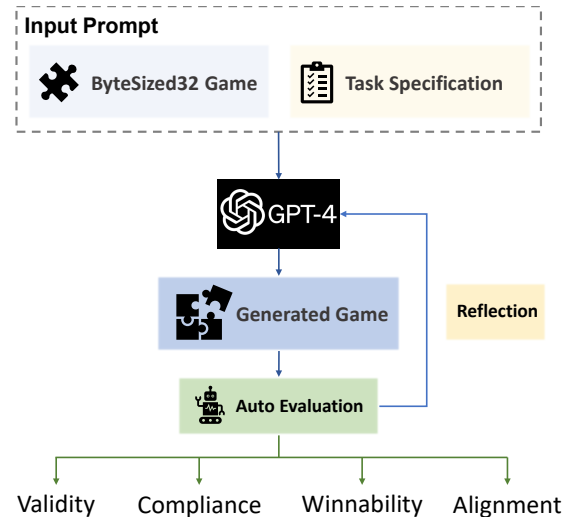 Input Prompt
ByteSized32 Game
Task Specification
GPT-4
Generated Game
Reflection
Auto Evaluation
Validity
Compliance
Winnability
Alignment